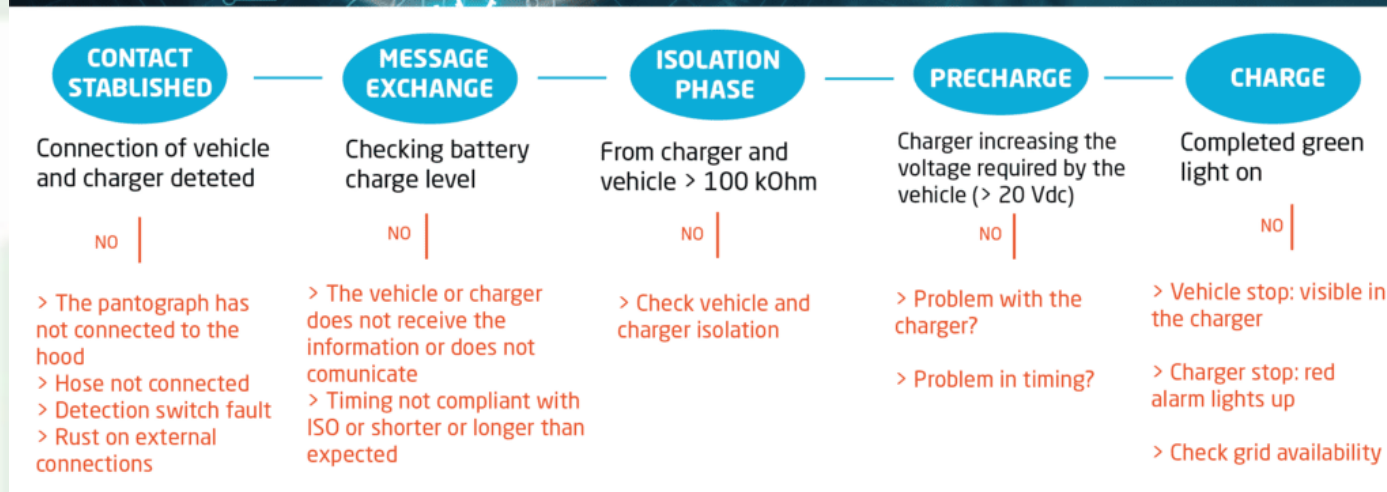 CONTACT
STABLISHED
Connection of vehicle
and charger deteted
NO
> The pantograph has
not connected to the
hood
> Hose not connected
> Detection switch fault
> Rust on external
connections
MESSAGE
EXCHANGE
Checking battery
charge level
NO
> The vehicle or charger
does not receive the
information or does not
comunicate
> Timing not compliant with
ISO or shorter or longer than
expected
ISOLATION
PHASE
From charger and
vehicle > 100 kOhm
NO
> Check vehicle and
charger isolation
PRECHARGE
Charger increasing the
voltage required by the
vehicle (> 20 Vdc)
NO
> Problem with the
charger?
> Problem in timing?
CHARGE
Completed green
light on
NO
> Vehicle stop: visible in
the charger
> Charger stop: red
alarm lights up
> Check grid availability